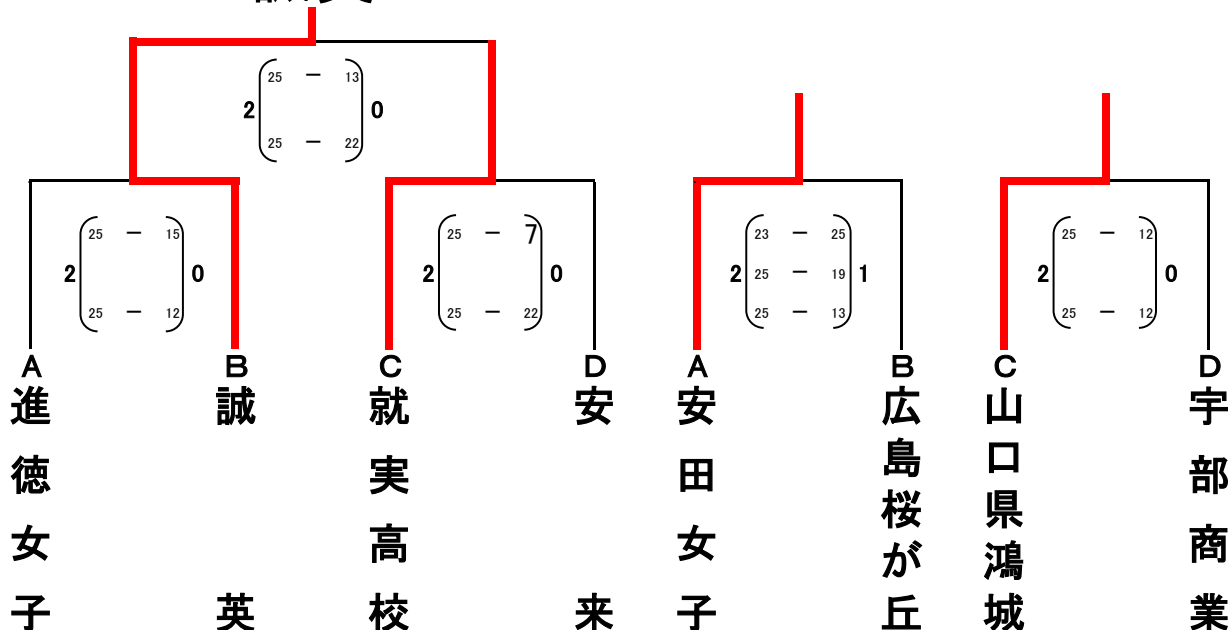 25 － 13
2 0
25 － 22
25 － 15
2 0
25 － 12
25 － 7
2 0
25 － 22
23 － 25
2 25 － 19 1
25 － 13
25 － 12
2 0
25 － 12
A B C D A B C D
進徳女子
誠英
就実高校
安来
安田女子
広島桜が丘
山口県鴻城
宇部商業